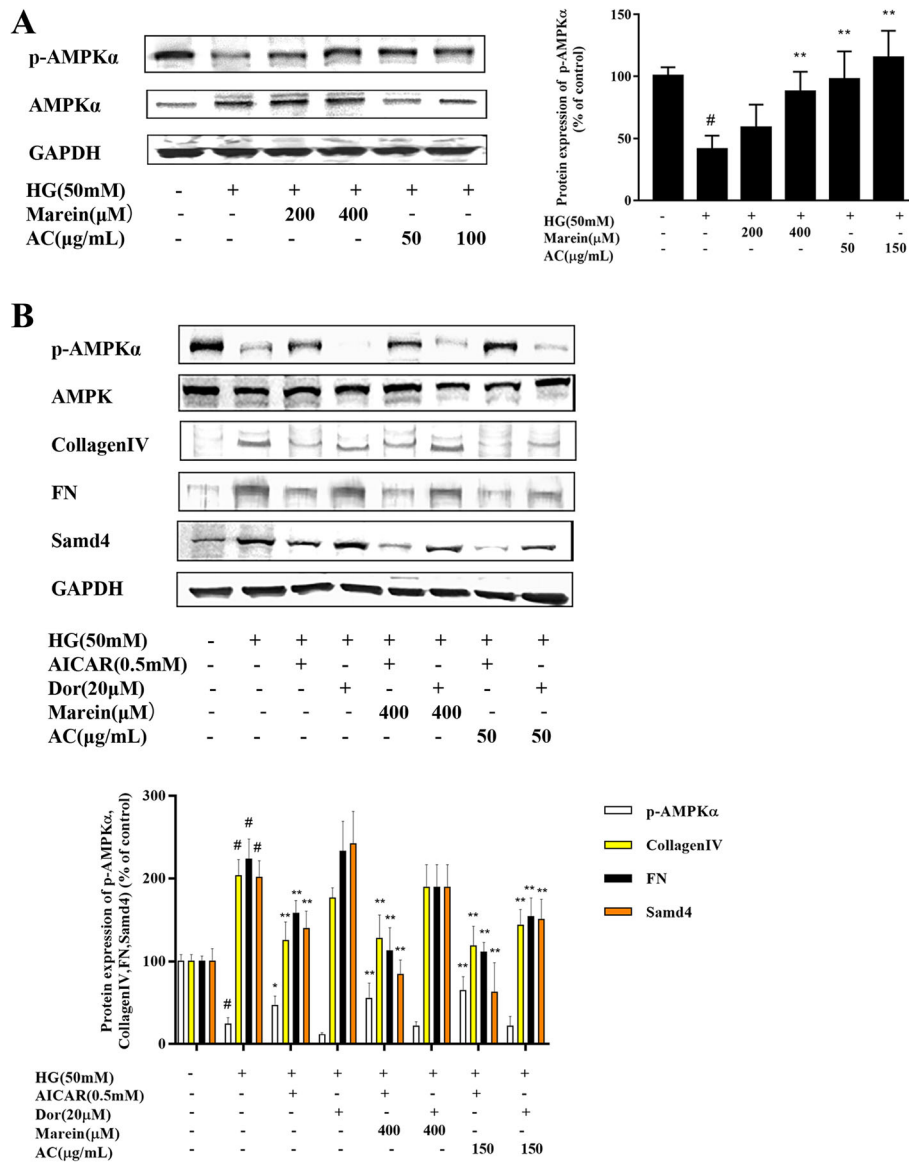 A
p-AMPKα
AMPKα
GAPDH
HG(50mM) - + + + + +
Marein(μM) - - 200 400 - -
AC(μg/mL) - - - - 50 100
Protein expression of p-AMPKα
(% of control)
150
100
50
0
# ** ** **
HG(50mM) - + + + + +
Marein(μM) - - 200 400 - -
AC(μg/mL) - - - - 50 150
B
p-AMPKα
AMPK
CollagenIV
FN
Samd4
GAPDH
HG(50mM) - + + + + + + +
AICAR(0.5mM) - - + - + - + -
Dor(20μM) - - - + - + - +
Marein(μM) - - - - 400 400 - -
AC(μg/mL) - - - - - - 50 50
Protein expression of p-AMPKα,
CollagenIV,FN,Samd4) (% of control)
300
200
100
0
# # # # * ** ** ** ** ** ** ** ** ** ** ** ** ** **
p-AMPKα
CollagenIV
FN
Samd4
HG(50mM) - + + + + + + +
AICAR(0.5mM) - - + - + - + -
Dor(20μM) - - - + - + - +
Marein(μM) - - - - 400 400 - -
AC(μg/mL) - - - - - - 150 150